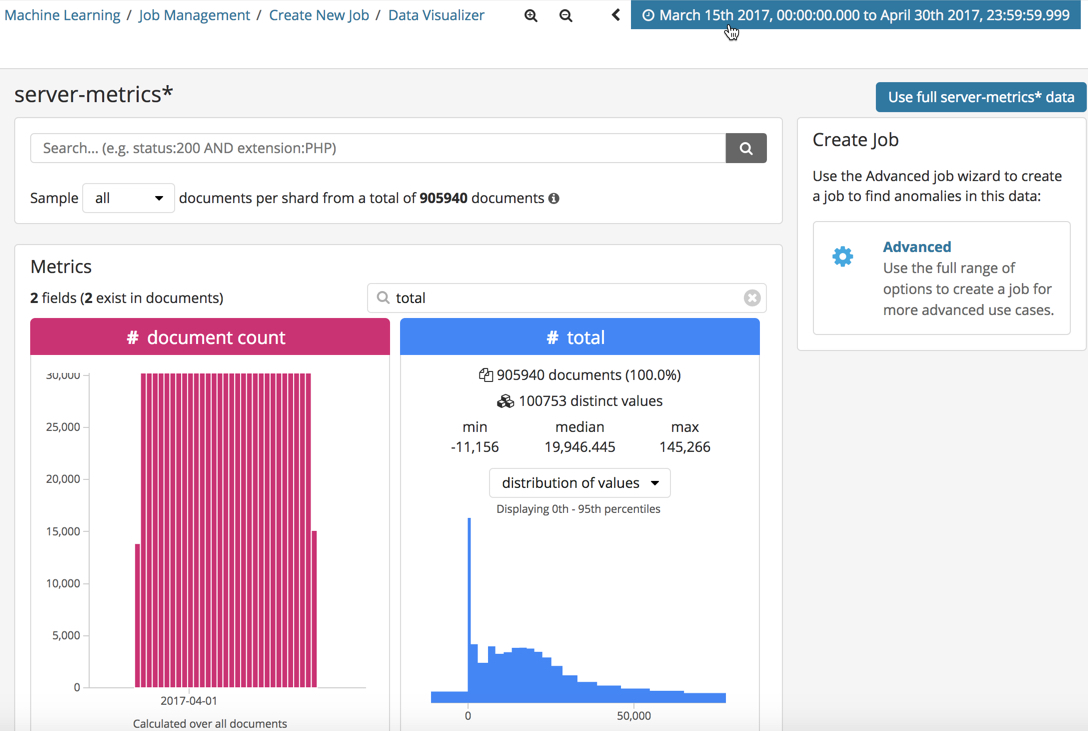 Machine Learning / Job Management / Create New Job / Data Visualizer
March 15th 2017, 00:00:00.000 to April 30th 2017, 23:59:59.999
server-metrics*
Use full server-metrics* data
Search... (e.g. status:200 AND extension:PHP)
Sample all documents per shard from a total of 905940 documents
Create Job
Use the Advanced job wizard to create
a job to find anomalies in this data:
Advanced
Use the full range of
options to create a job for
more advanced use cases.
Metrics
2 fields (2 exist in documents)
total
# document count
30,000
25,000
20,000
15,000
10,000
5,000
0
2017-04-01
Calculated over all documents
# total
905940 documents (100.0%)
100753 distinct values
min median max
-11,156 19,946.445 145,266
distribution of values
Displaying 0th - 95th percentiles
0 50,000